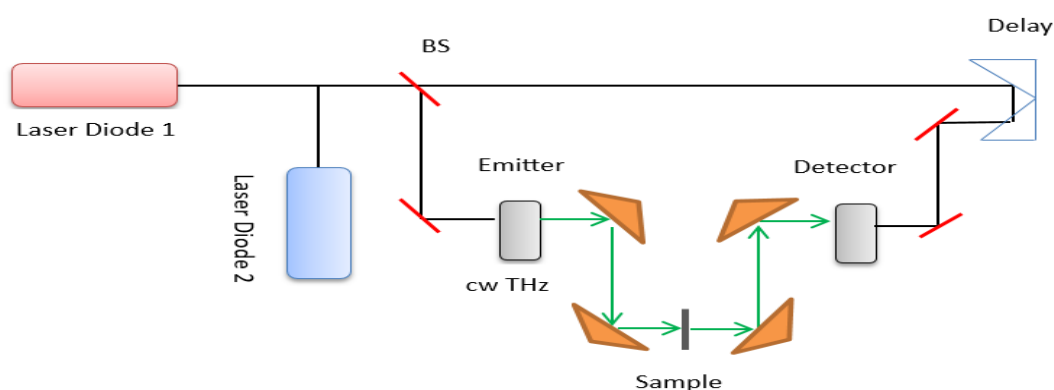 Delay
BS
Laser Diode 1
Laser Diode 2
Emitter
Detector
cw THz
Sample